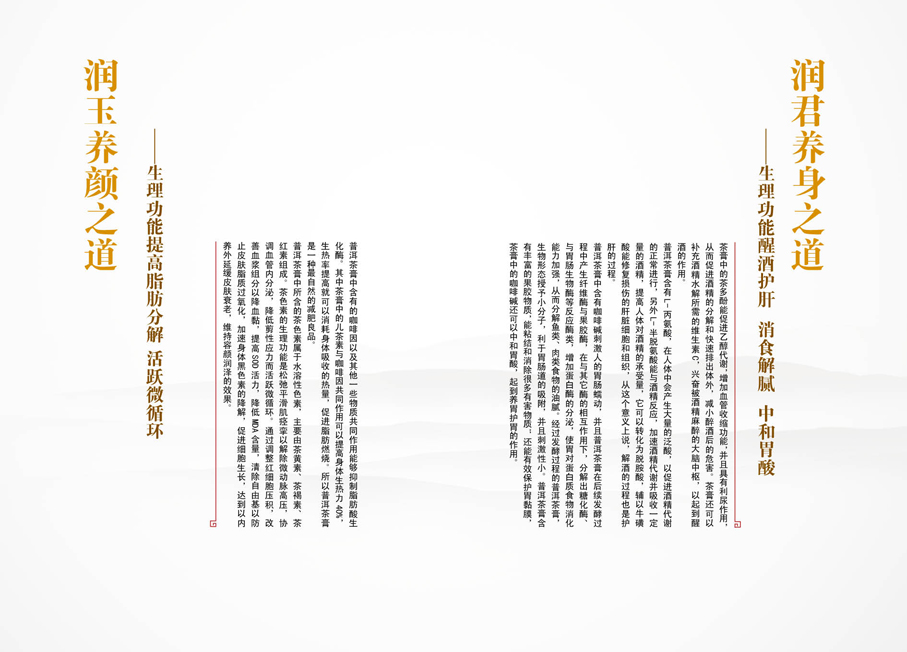 润君养身之道
——生理功能醒酒护肝 消食解腻 中和胃酸
茶膏中的茶多酚能促进乙醇代谢，增加血管收缩功能，并且具有利尿作用，
从而促进酒精的分解和快速排出体外，减小醉酒后的危害。茶膏还可以
补充酒精水解所需的维生素C，兴奋被酒精麻醉的大脑中枢，以起到醒
酒的作用。
普洱茶膏含有L-丙氨酸，在人体中会产生大量的泛酸，以促进酒精代谢
的正常进行，另外L-半胱氨酸能与酒精反应，加速酒精代谢并吸收一定
量的酒精，提高人体对酒精的承受量，它可以转化为脱胺酸，辅以牛磺
酸能修复损伤的肝脏细胞和组织，从这个意义上说，解酒的过程也是护
肝的过程。
普洱茶膏中含有咖啡碱刺激人的胃肠蠕动，并且普洱茶膏在后续发酵过
程中产生纤维酶与果胶酶，在与其它酶的相互作用下，分解出糖化酶、
与胃肠生物酶等反应酶类，增加蛋白酶的分泌，使胃对蛋白质食物消化
能力加强，从而分解鱼类、肉类食物的油腻。经过发酵过程的普洱茶膏，
生物形态授予小分子，利于胃肠道的吸附，并且刺激性小。普洱茶膏含
有丰富的果胶物质，能粘结和消除很多有害物质；还能有效保护胃黏膜，
茶膏中的咖啡碱还可以中和胃酸，起到养胃护胃的作用。
润玉养颜之道
——生理功能提高脂肪分解 活跃微循环
普洱茶膏中含有的咖啡因以及其他一些物质共同作用能够抑制脂肪酸生
化酶，其中茶膏中的儿茶素与咖啡因共同作用可以提高身体生热力40%，
生热率提高就可以消耗身体吸收的热量，促进脂肪燃烧。所以普洱茶膏
是一种最自然的减肥良品。
普洱茶膏中所含的茶色素属于水溶性色素，主要由茶黄素、茶褐素、茶
红素组成。茶色素的生理功能是松弛平滑肌痉挛以解除微动脉高压，协
调血管内分泌，降低剪性应力而活跃微循环。通过调整红细胞压积，改
善血浆组分以降血黏，提高SOD活力，降低MDA含量，清除自由基以防
止皮肤脂质过氧化，加速身体黑色素的降解，促进细胞生长，达到以内
养外延缓皮肤衰老，维持容颜润泽的效果。